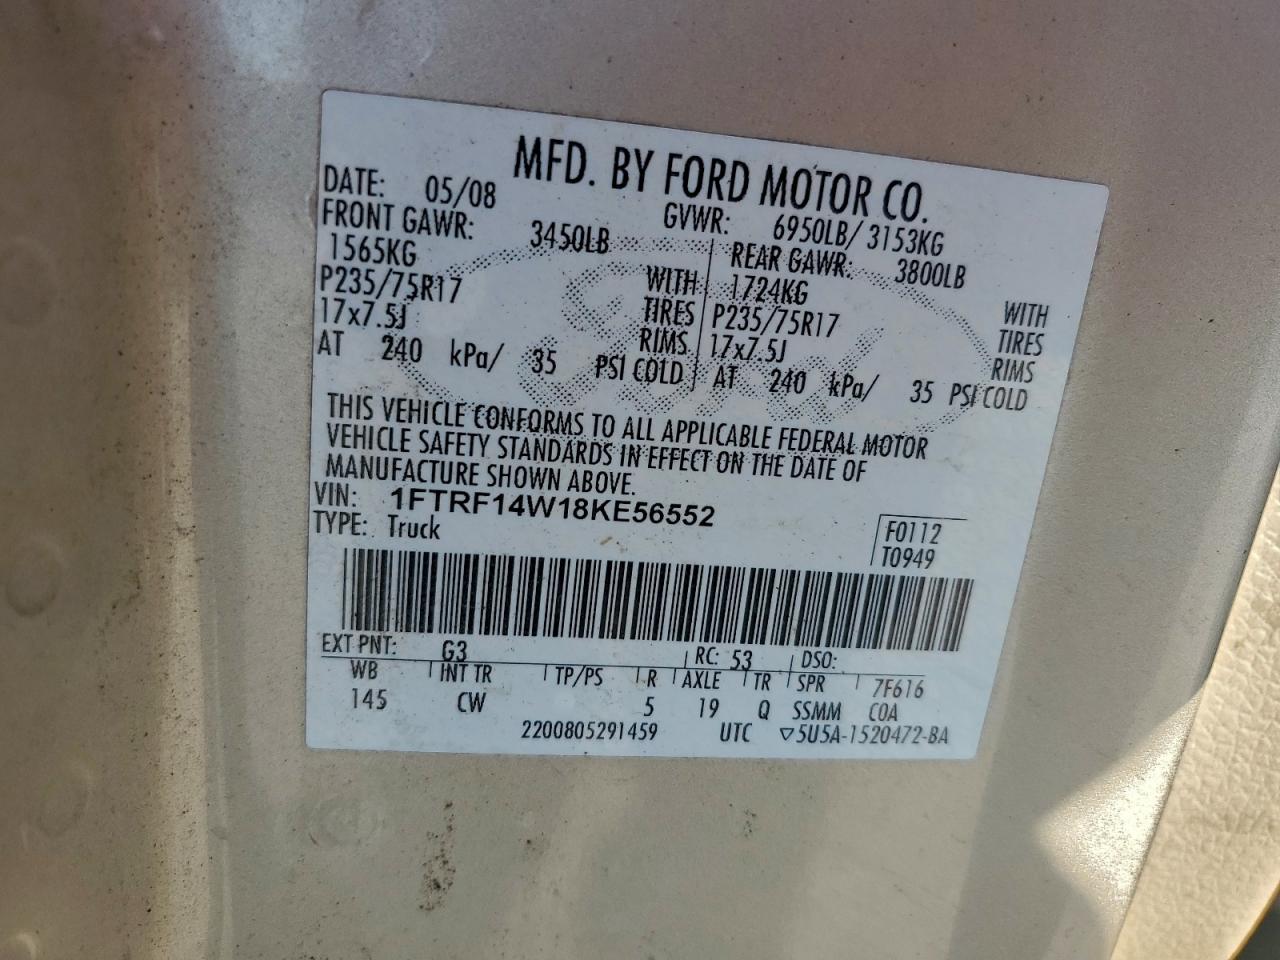 MFD. BY FORD MOTOR CO.
DATE: 05/08 GVWR: 6950LB/ 3153KG
FRONT GAWR: 3450LB REAR GAWR: 3800LB
1565KG WITH 1724KG WITH
P235/75R17 TIRES P235/75R17 TIRES
17x7.5J RIMS 17x7.5J RIMS
AT 240 kPa/ 35 PSI COLD AT 240 kPa/ 35 PSI COLD
THIS VEHICLE CONFORMS TO ALL APPLICABLE FEDERAL MOTOR
VEHICLE SAFETY STANDARDS IN EFFECT ON THE DATE OF
MANUFACTURE SHOWN ABOVE.
VIN: 1FTRF14W18KE56552
TYPE: Truck F0112
T0949
EXT PNT: G3 RC: 53 DSO:
WB INT TR TP/PS R AXLE TR SPR 7F616
145 CW 5 19 Q SSMM COA
2200805291459 UTC ▽5U5A-1520472-BA